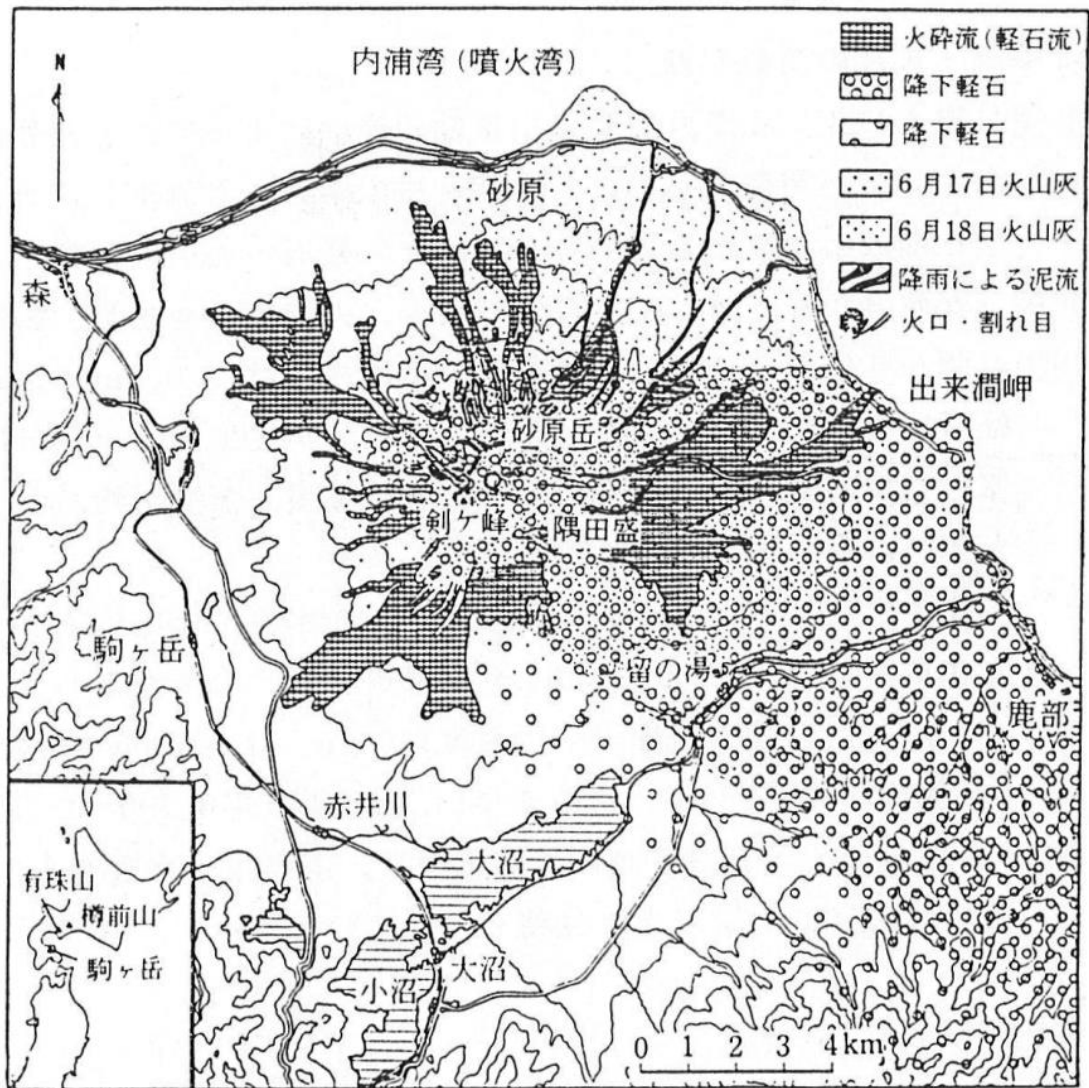 N
内浦湾(噴火湾)
火砕流(軽石流)
降下軽石
降下軽石
6月17日火山灰
6月18日火山灰
降雨による泥流
火口・割れ目
砂原
森
出来澗岬
砂原岳
剣ヶ峰
隅田盛
駒ヶ岳
留の湯
鹿部
赤井川
大沼
大沼
小沼
有珠山
樽前山
駒ヶ岳
0 1 2 3 4km